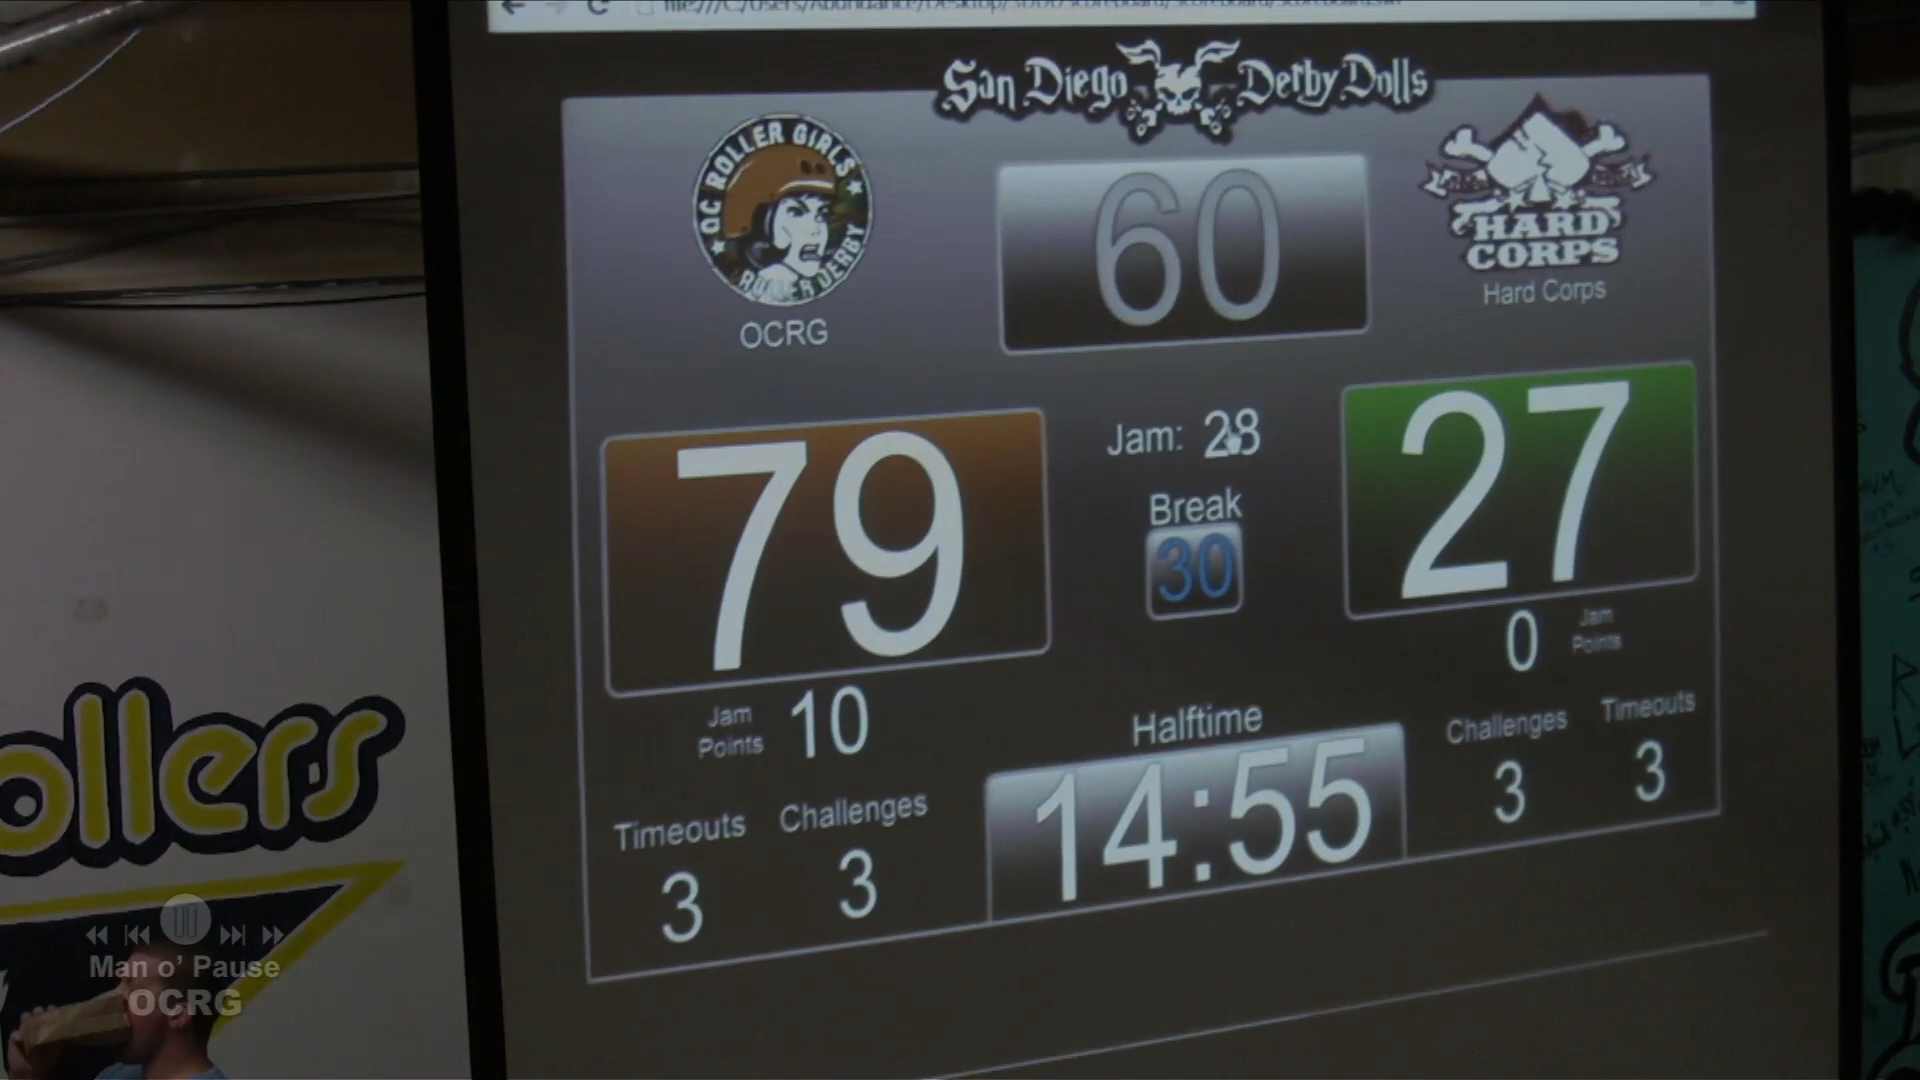 San Diego Derby Dolls
OC ROLLER GIRLS
ROLLER DERBY
OCRG
60
HARD
CORPS
Hard Corps
79
Jam: 28
27
Break
30
Jam
Points
10
0
Jam
Points
Halftime
14:55
Timeouts
3
Challenges
3
Challenges
3
Timeouts
3
ollers
Man o' Pause
OCRG